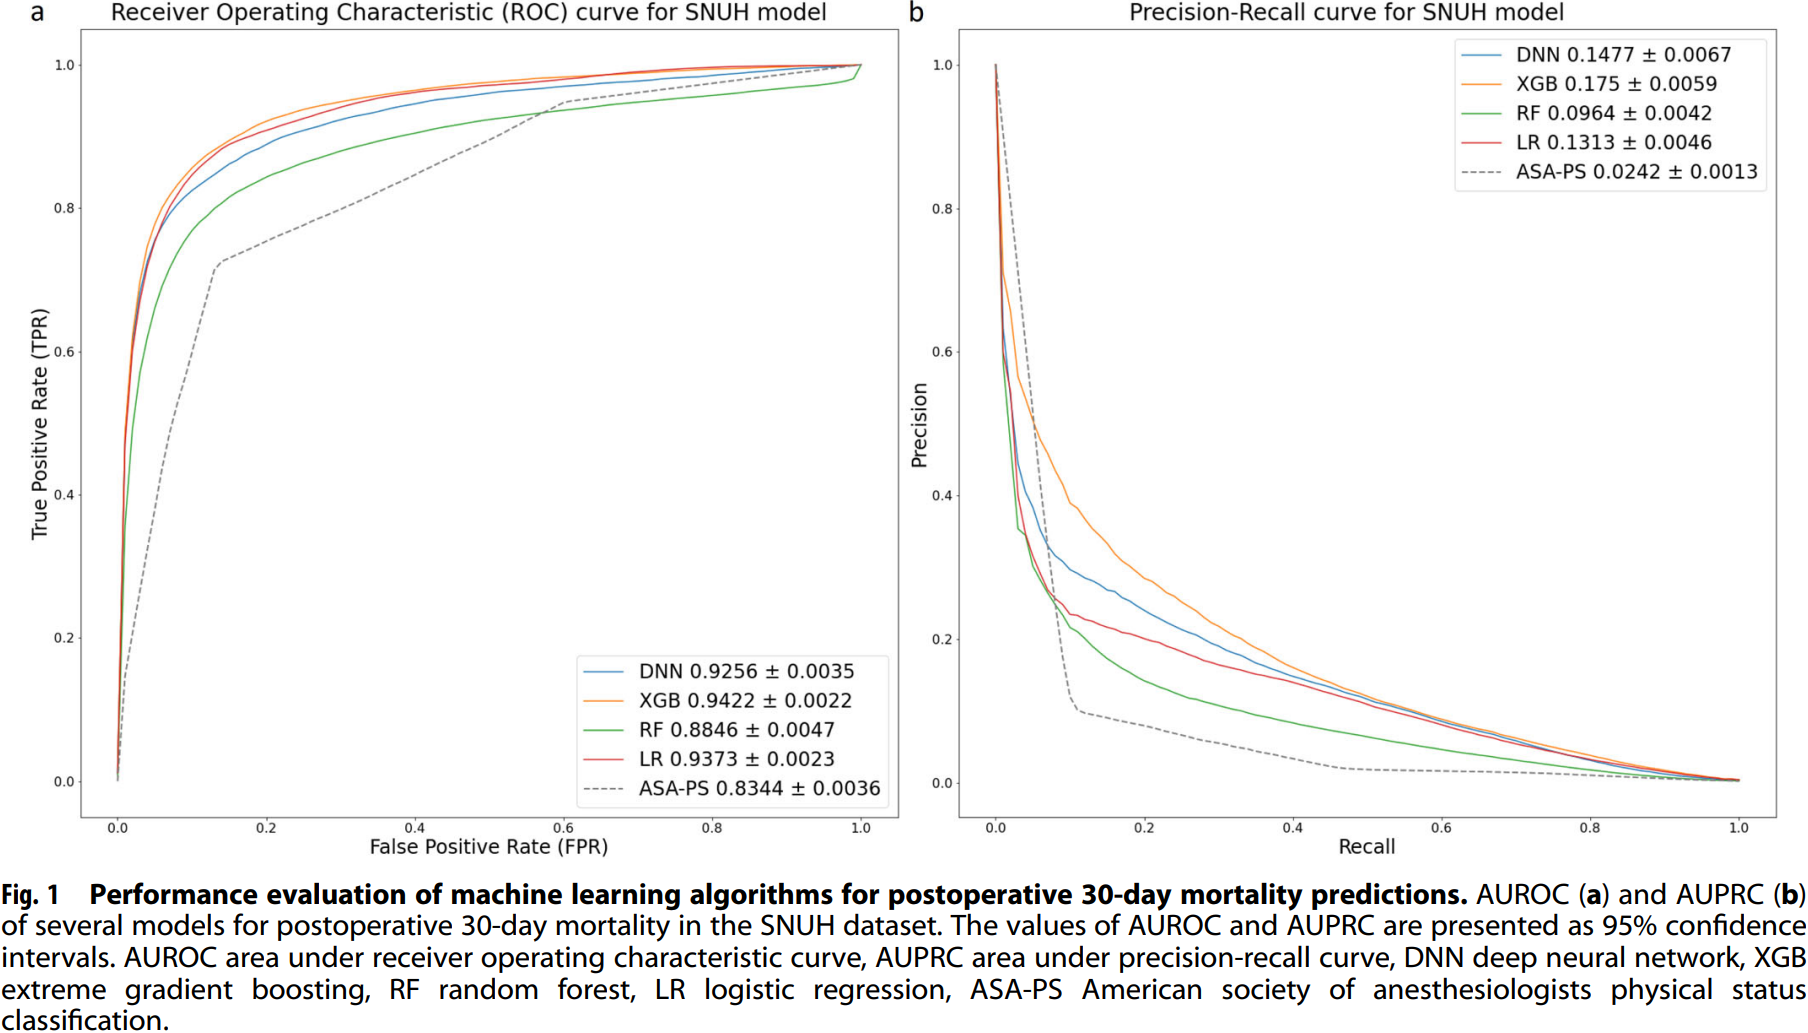 a
Receiver Operating Characteristic (ROC) curve for SNUH model
True Positive Rate (TPR)
1.0
0.8
0.6
0.4
0.2
0.0
DNN 0.9256 ± 0.0035
XGB 0.9422 ± 0.0022
RF 0.8846 ± 0.0047
LR 0.9373 ± 0.0023
ASA-PS 0.8344 ± 0.0036
0.0 0.2 0.4 0.6 0.8 1.0
False Positive Rate (FPR)
b
Precision-Recall curve for SNUH model
Precision
1.0
0.8
0.6
0.4
0.2
0.0
DNN 0.1477 ± 0.0067
XGB 0.175 ± 0.0059
RF 0.0964 ± 0.0042
LR 0.1313 ± 0.0046
ASA-PS 0.0242 ± 0.0013
0.0 0.2 0.4 0.6 0.8 1.0
Recall
Fig. 1 Performance evaluation of machine learning algorithms for postoperative 30-day mortality predictions. AUROC (a) and AUPRC (b)
of several models for postoperative 30-day mortality in the SNUH dataset. The values of AUROC and AUPRC are presented as 95% confidence
intervals. AUROC area under receiver operating characteristic curve, AUPRC area under precision-recall curve, DNN deep neural network, XGB
extreme gradient boosting, RF random forest, LR logistic regression, ASA-PS American society of anesthesiologists physical status
classification.